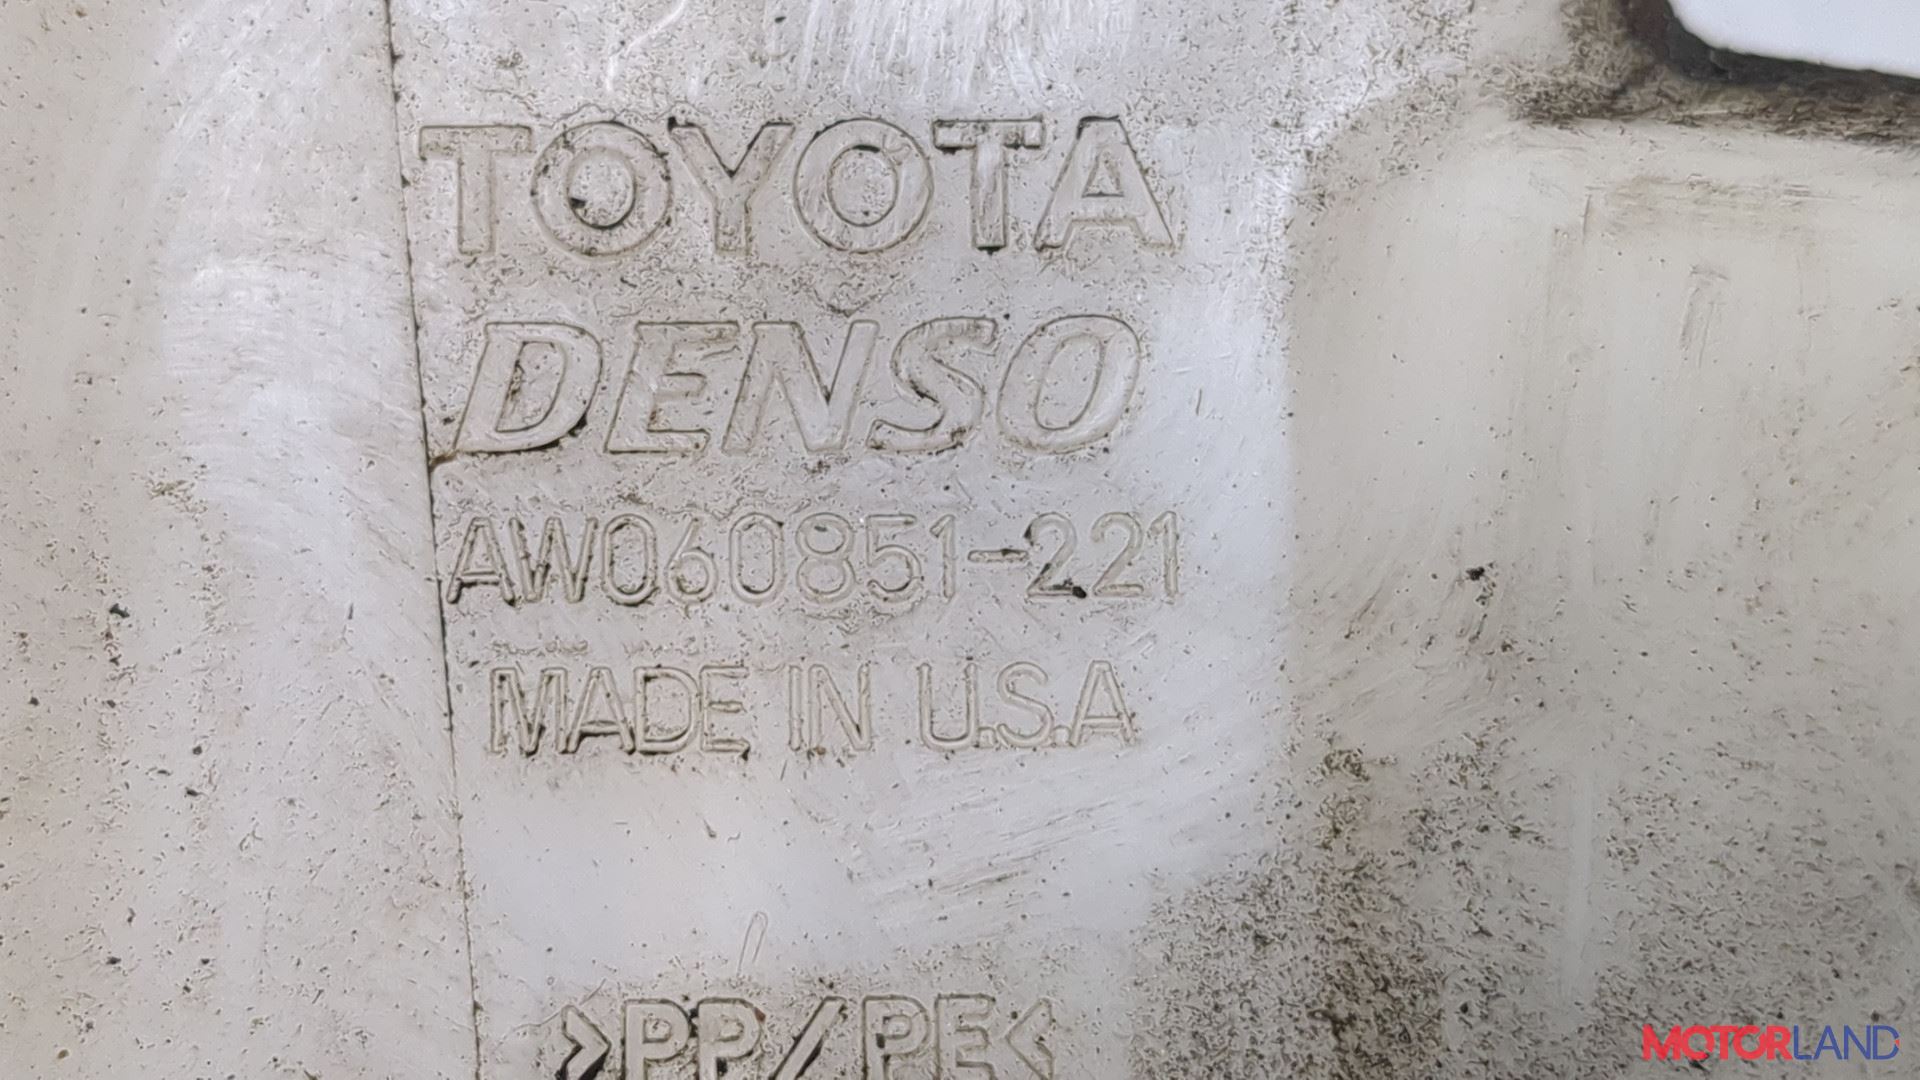 TOYOTA
DENSO
AW060851-221
MADE IN U.S.A
>PP/PE<
MOTORLAND